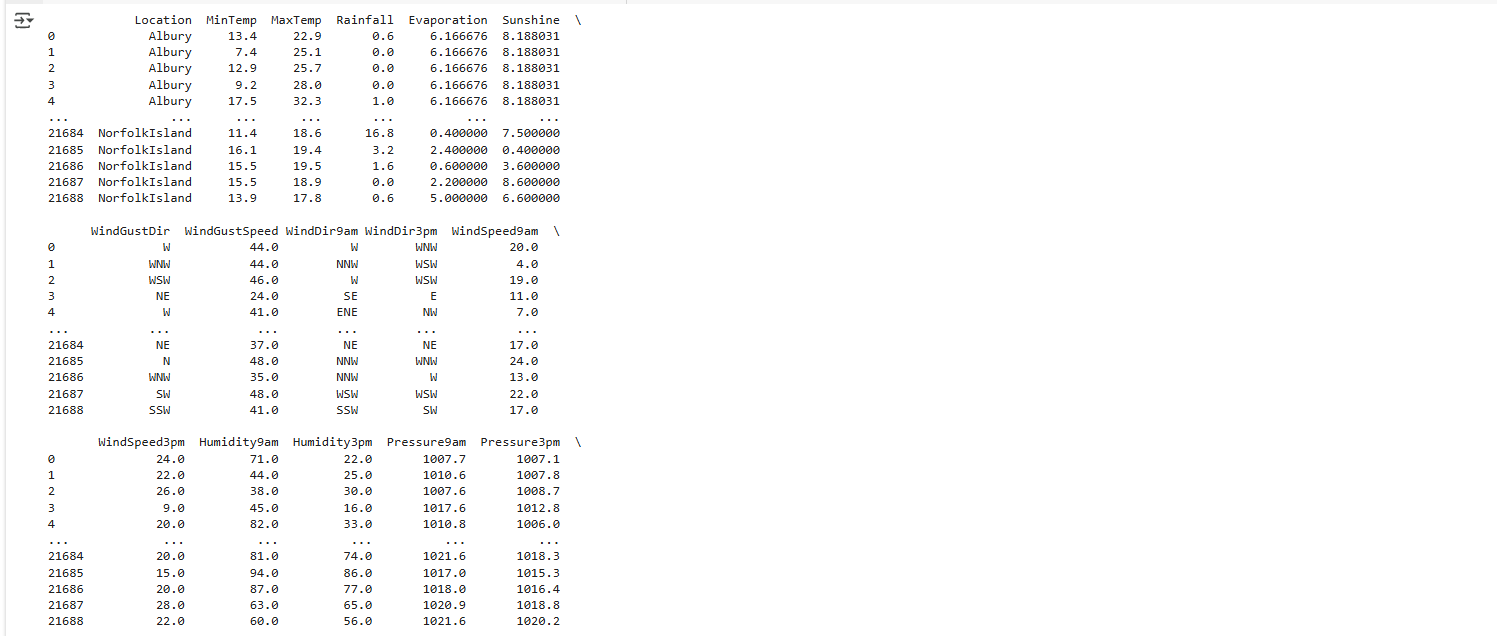 Location MinTemp MaxTemp Rainfall Evaporation Sunshine \
0 Albury 13.4 22.9 0.6 6.166676 8.188031
1 Albury 7.4 25.1 0.0 6.166676 8.188031
2 Albury 12.9 25.7 0.0 6.166676 8.188031
3 Albury 9.2 28.0 0.0 6.166676 8.188031
4 Albury 17.5 32.3 1.0 6.166676 8.188031
... ... ... ... ... ... ...
21684 NorfolkIsland 11.4 18.6 16.8 0.400000 7.500000
21685 NorfolkIsland 16.1 19.4 3.2 2.400000 0.400000
21686 NorfolkIsland 15.5 19.5 1.6 0.600000 3.600000
21687 NorfolkIsland 15.5 18.9 0.0 2.200000 8.600000
21688 NorfolkIsland 13.9 17.8 0.6 5.000000 6.600000
WindGustDir WindGustSpeed WindDir9am WindDir3pm WindSpeed9am \
0 W 44.0 W WNW 20.0
1 WNW 44.0 NNW WSW 4.0
2 WSW 46.0 W WSW 19.0
3 NE 24.0 SE E 11.0
4 W 41.0 ENE NW 7.0
... ... ... ... ... ...
21684 NE 37.0 NE NE 17.0
21685 N 48.0 NNW WNW 24.0
21686 WNW 35.0 NNW W 13.0
21687 SW 48.0 WSW WSW 22.0
21688 SSW 41.0 SSW SW 17.0
WindSpeed3pm Humidity9am Humidity3pm Pressure9am Pressure3pm \
0 24.0 71.0 22.0 1007.7 1007.1
1 22.0 44.0 25.0 1010.6 1007.8
2 26.0 38.0 30.0 1007.6 1008.7
3 9.0 45.0 16.0 1017.6 1012.8
4 20.0 82.0 33.0 1010.8 1006.0
... ... ... ... ... ...
21684 20.0 81.0 74.0 1021.6 1018.3
21685 15.0 94.0 86.0 1017.0 1015.3
21686 20.0 87.0 77.0 1018.0 1016.4
21687 28.0 63.0 65.0 1020.9 1018.8
21688 22.0 60.0 56.0 1021.6 1020.2